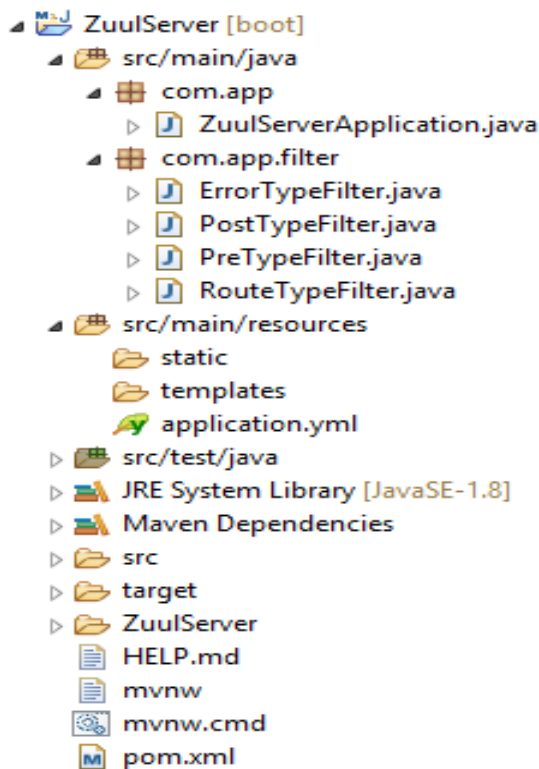 ZuulServer [boot]
src/main/java
com.app
ZuulServerApplication.java
com.app.filter
ErrorTypeFilter.java
PostTypeFilter.java
PreTypeFilter.java
RouteTypeFilter.java
src/main/resources
static
templates
application.yml
src/test/java
JRE System Library [JavaSE-1.8]
Maven Dependencies
src
target
ZuulServer
HELP.md
mvnw
mvnw.cmd
pom.xml